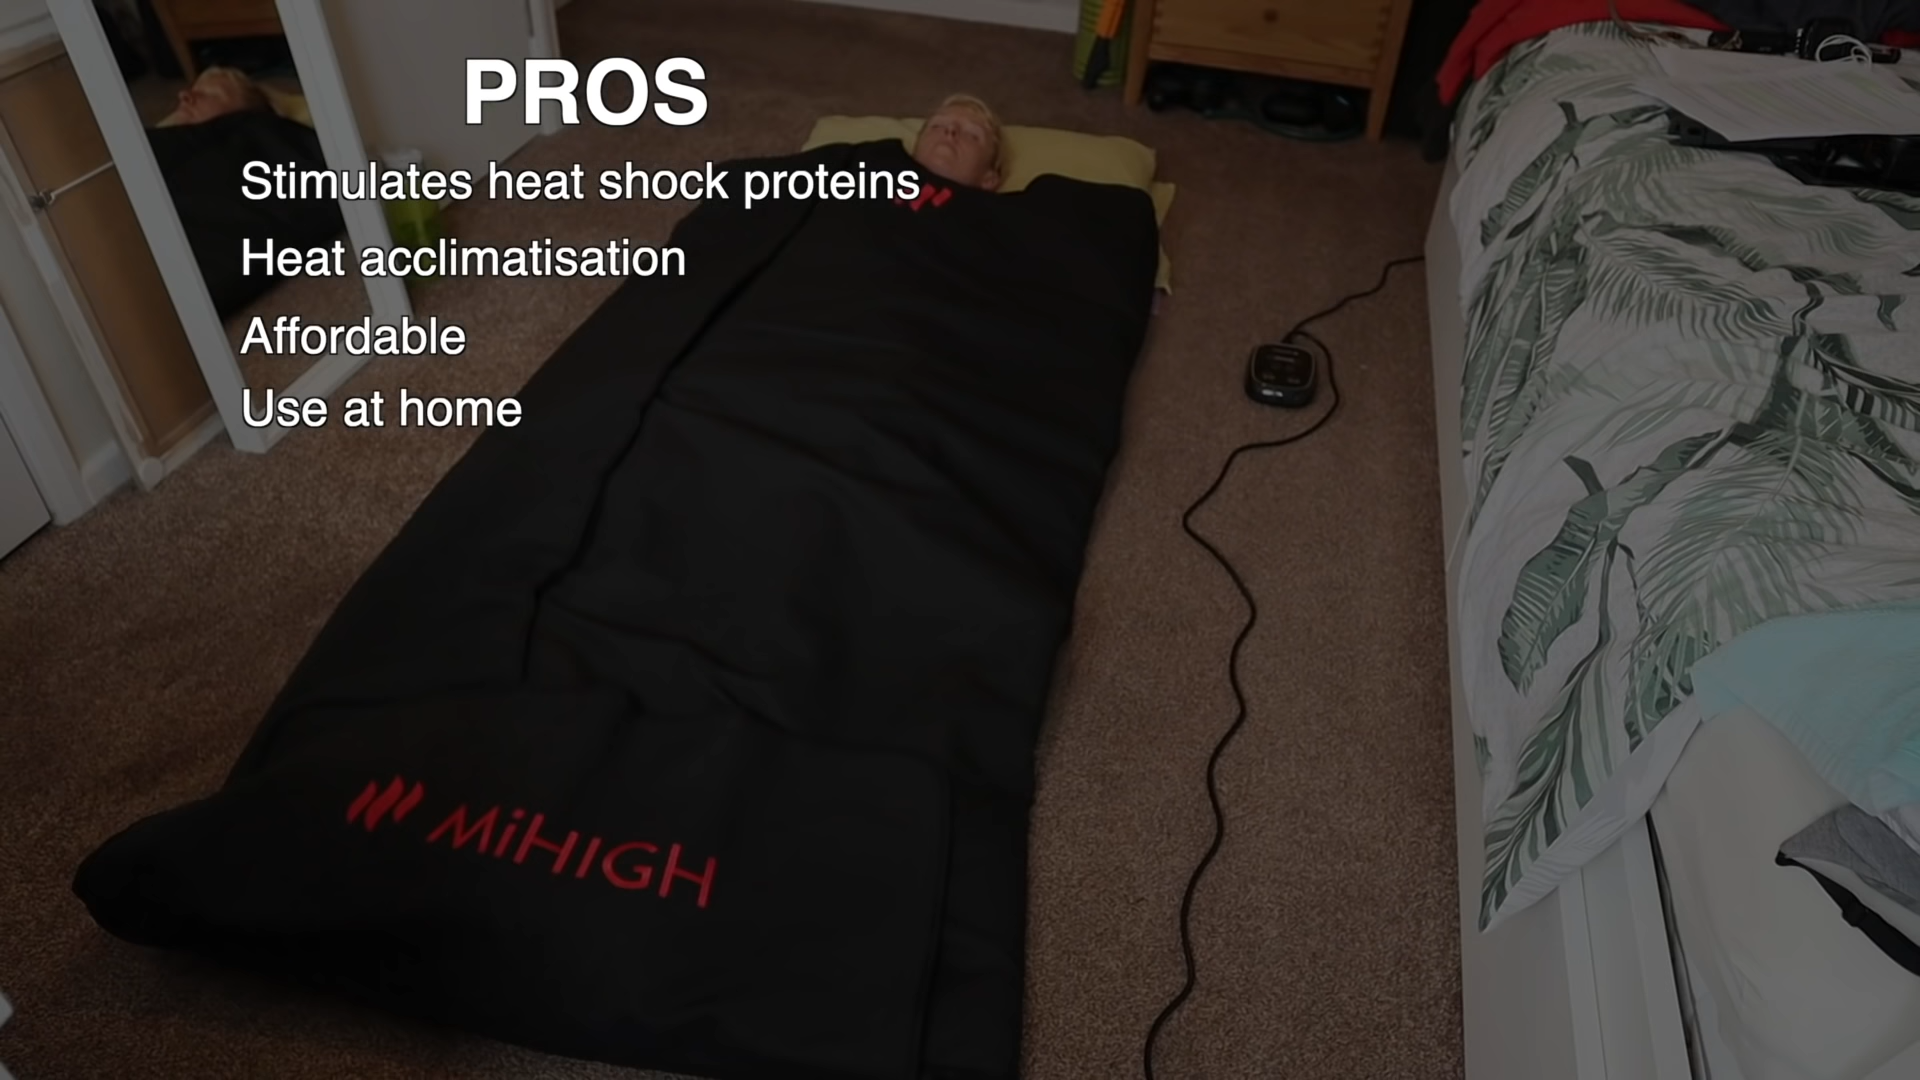 PROS
Stimulates heat shock proteins
Heat acclimatisation
Affordable
Use at home
MiHIGH